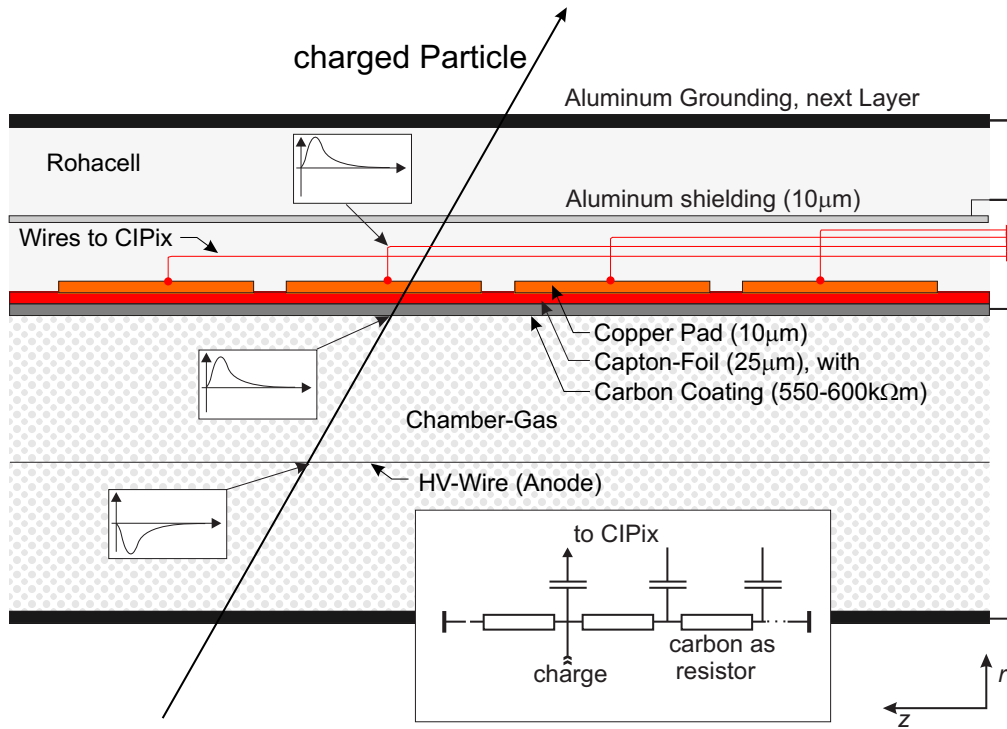 charged Particle
Aluminum Grounding, next Layer
Rohacell
Aluminum shielding (10μm)
Wires to CIPix
Copper Pad (10μm)
Capton-Foil (25μm), with
Carbon Coating (550-600kΩm)
Chamber-Gas
HV-Wire (Anode)
to CIPix
carbon as
resistor
charge
r
z